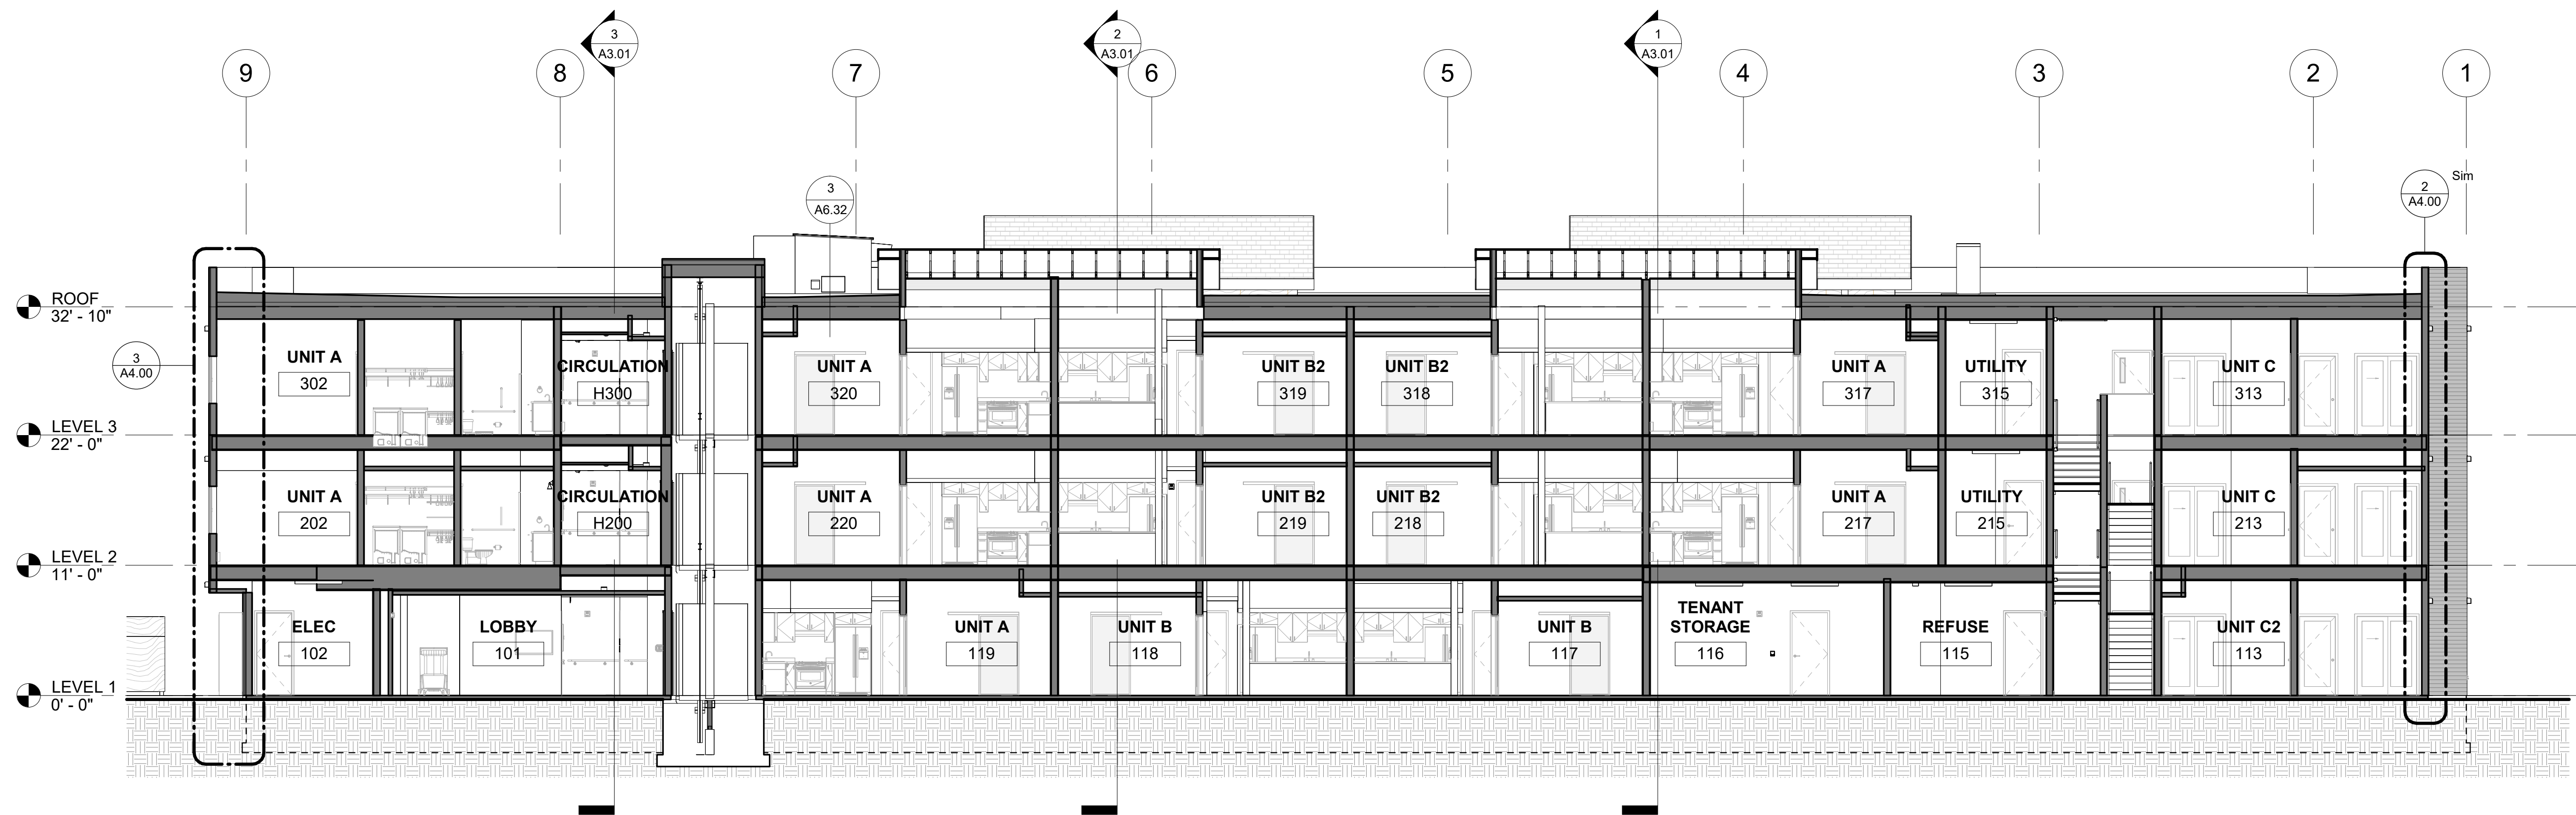 3
A3.01
2
A3.01
1
A3.01
9
8
7
6
5
4
3
2
1
Sim
3
A6.32
2
A4.00
ROOF
32' - 10"
3
A4.00
UNIT A
302
CIRCULATION
H300
UNIT A
320
UNIT B2
319
UNIT B2
318
UNIT A
317
UTILITY
315
UNIT C
313
LEVEL 3
22' - 0"
UNIT A
202
CIRCULATION
H200
UNIT A
220
UNIT B2
219
UNIT B2
218
UNIT A
217
UTILITY
215
UNIT C
213
LEVEL 2
11' - 0"
ELEC
102
LOBBY
101
UNIT A
119
UNIT B
118
UNIT B
117
TENANT
STORAGE
116
REFUSE
115
UNIT C2
113
LEVEL 1
0' - 0"